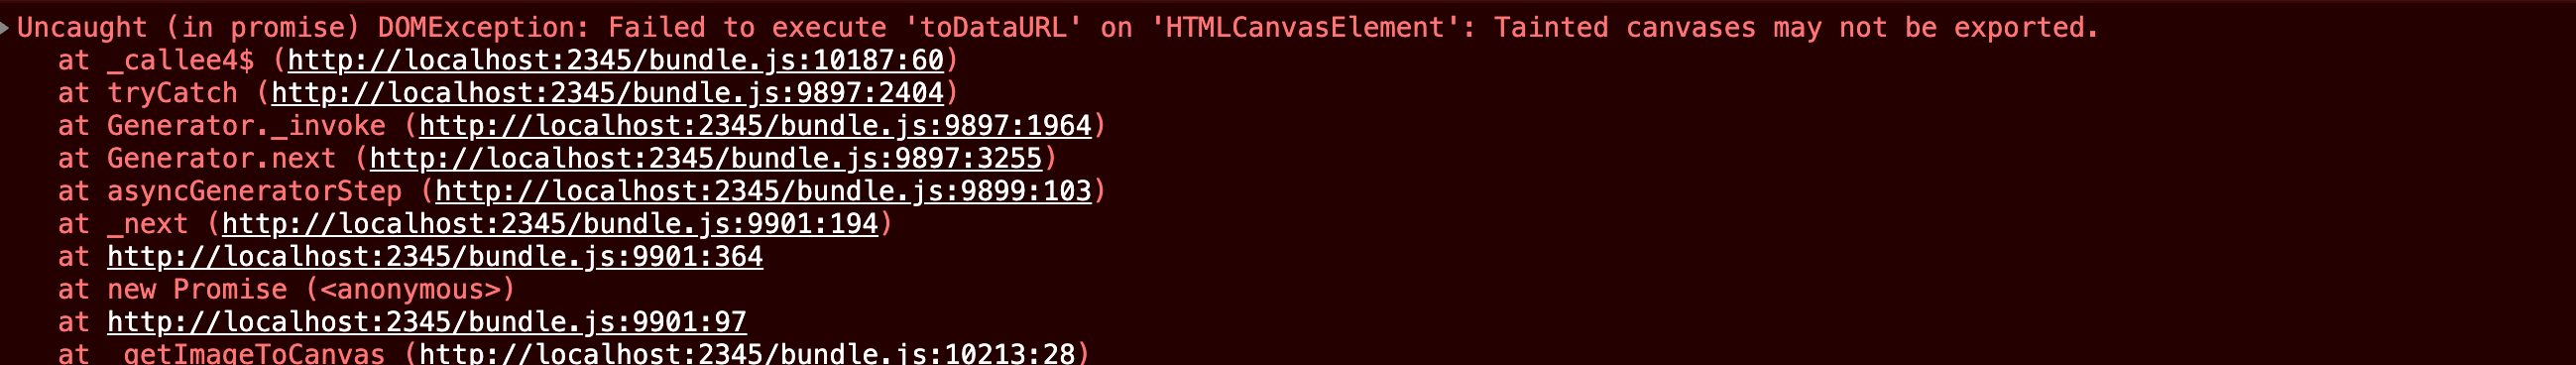 Uncaught (in promise) DOMException: Failed to execute 'toDataURL' on 'HTMLCanvasElement': Tainted canvases may not be exported.
at _callee4$ (http://localhost:2345/bundle.js:10187:60)
at tryCatch (http://localhost:2345/bundle.js:9897:2404)
at Generator._invoke (http://localhost:2345/bundle.js:9897:1964)
at Generator.next (http://localhost:2345/bundle.js:9897:3255)
at asyncGeneratorStep (http://localhost:2345/bundle.js:9899:103)
at _next (http://localhost:2345/bundle.js:9901:194)
at http://localhost:2345/bundle.js:9901:364
at new Promise (<anonymous>)
at http://localhost:2345/bundle.js:9901:97
at _getImageToCanvas (http://localhost:2345/bundle.js:10213:28)